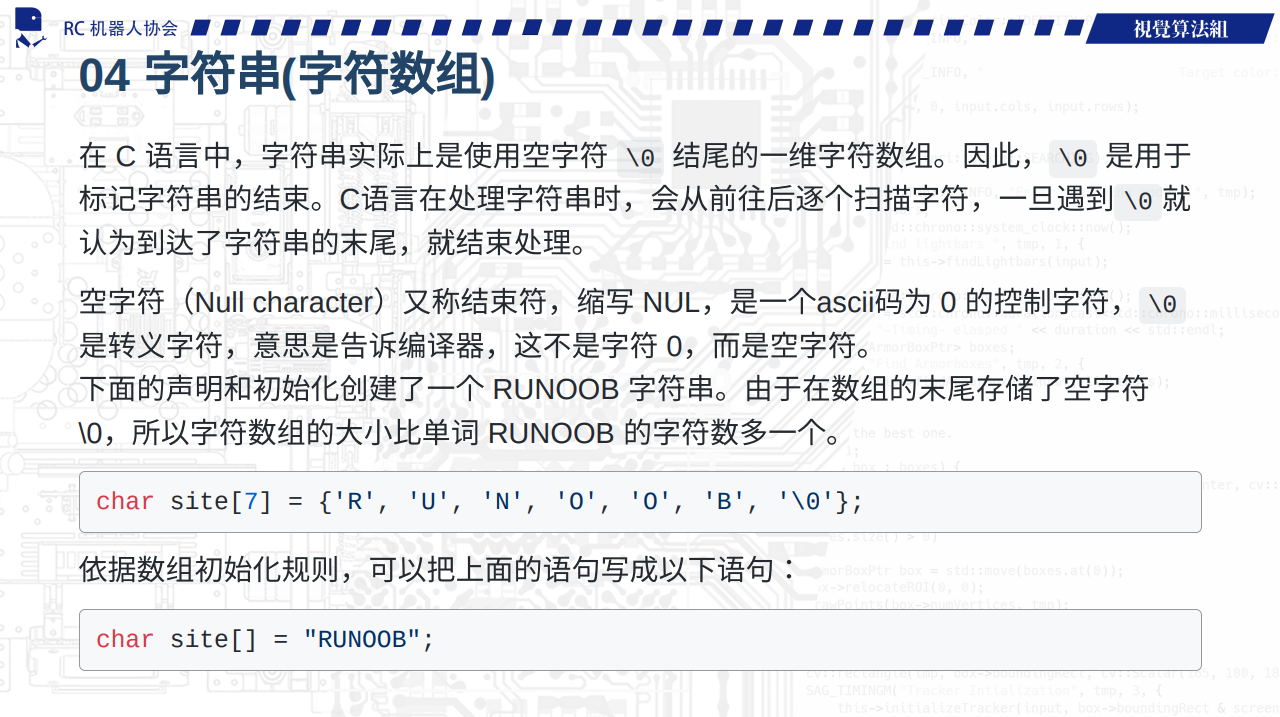 RC 机器人协会
視覺算法組
04 字符串(字符数组)
在 C 语言中，字符串实际上是使用空字符 \0 结尾的一维字符数组。因此， \0 是用于
标记字符串的结束。C语言在处理字符串时，会从前往后逐个扫描字符，一旦遇到 \0 就
认为到达了字符串的末尾，就结束处理。
空字符（Null character）又称结束符，缩写 NUL，是一个ascii码为 0 的控制字符， \0
是转义字符，意思是告诉编译器，这不是字符 0，而是空字符。
下面的声明和初始化创建了一个 RUNOOB 字符串。由于在数组的末尾存储了空字符
\0，所以字符数组的大小比单词 RUNOOB 的字符数多一个。
char site[7] = {'R', 'U', 'N', 'O', 'O', 'B', '\0'};
依据数组初始化规则，可以把上面的语句写成以下语句：
char site[] = "RUNOOB";